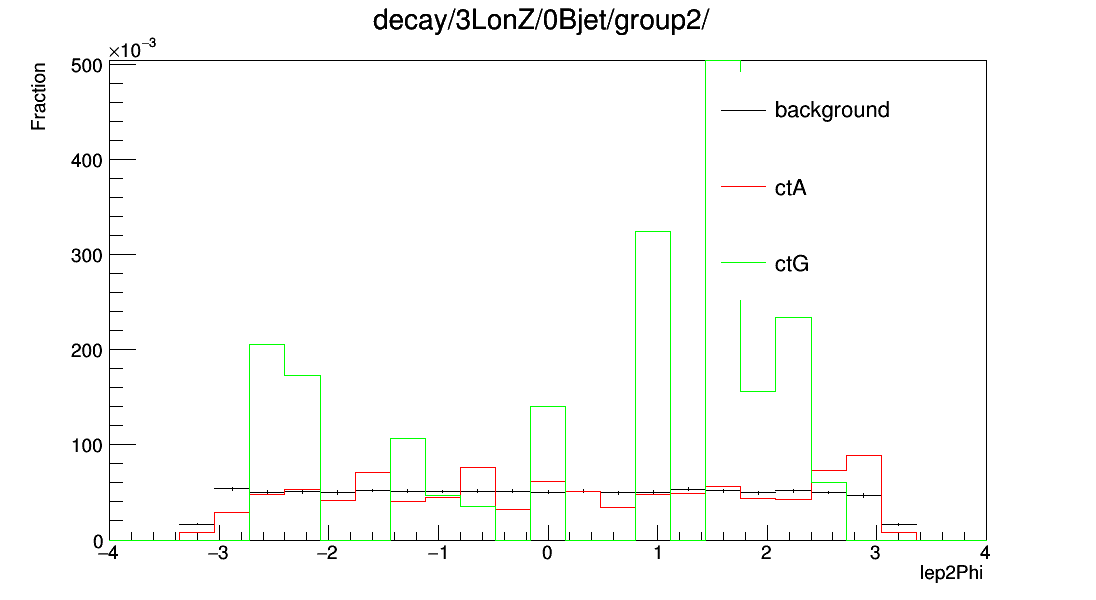 decay/3LonZ/0Bjet/group2/
×10⁻³
Fraction
500
400
300
200
100
0
background
ctA
ctG
−4 −3 −2 −1 0 1 2 3 4
lep2Phi